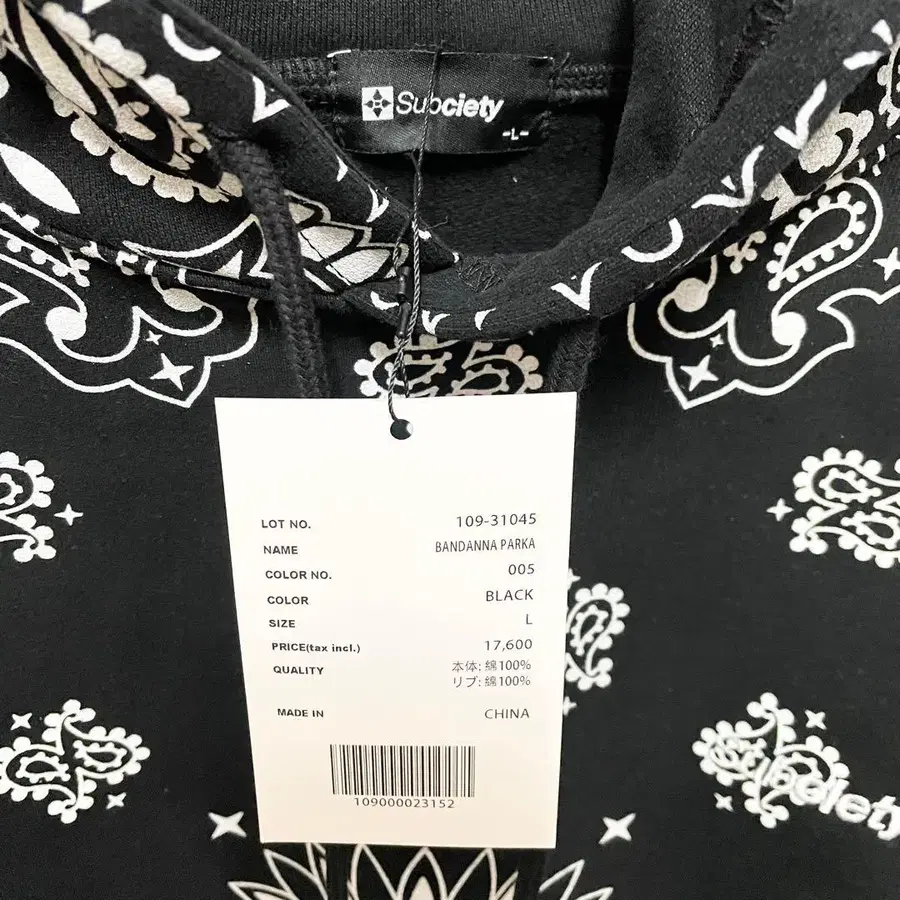 Subciety
-L-
LOT NO. 109-31045
NAME BANDANNA PARKA
COLOR NO. 005
COLOR BLACK
SIZE L
PRICE(tax incl.) 17,600
QUALITY 本体: 綿100%
リブ: 綿100%
MADE IN CHINA
109000023152
Subciety